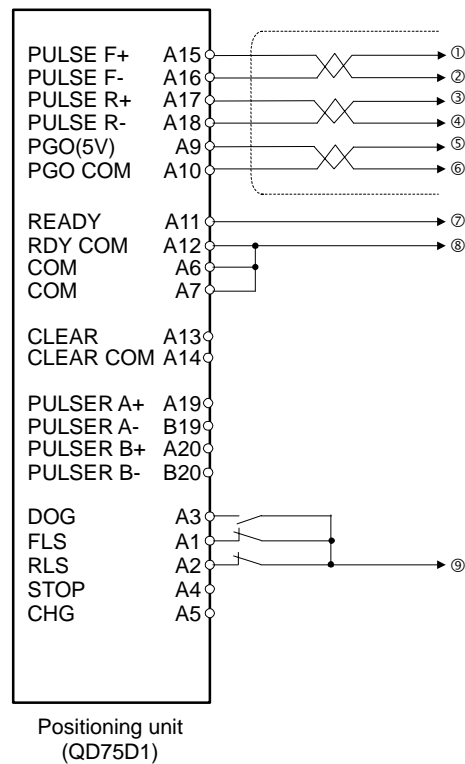 PULSE F+ A15 ①
PULSE F- A16 ②
PULSE R+ A17 ③
PULSE R- A18 ④
PGO(5V) A9 ⑤
PGO COM A10 ⑥
READY A11 ⑦
RDY COM A12 ⑧
COM A6
COM A7
CLEAR A13
CLEAR COM A14
PULSER A+ A19
PULSER A- B19
PULSER B+ A20
PULSER B- B20
DOG A3
FLS A1
RLS A2 ⑨
STOP A4
CHG A5
Positioning unit
(QD75D1)